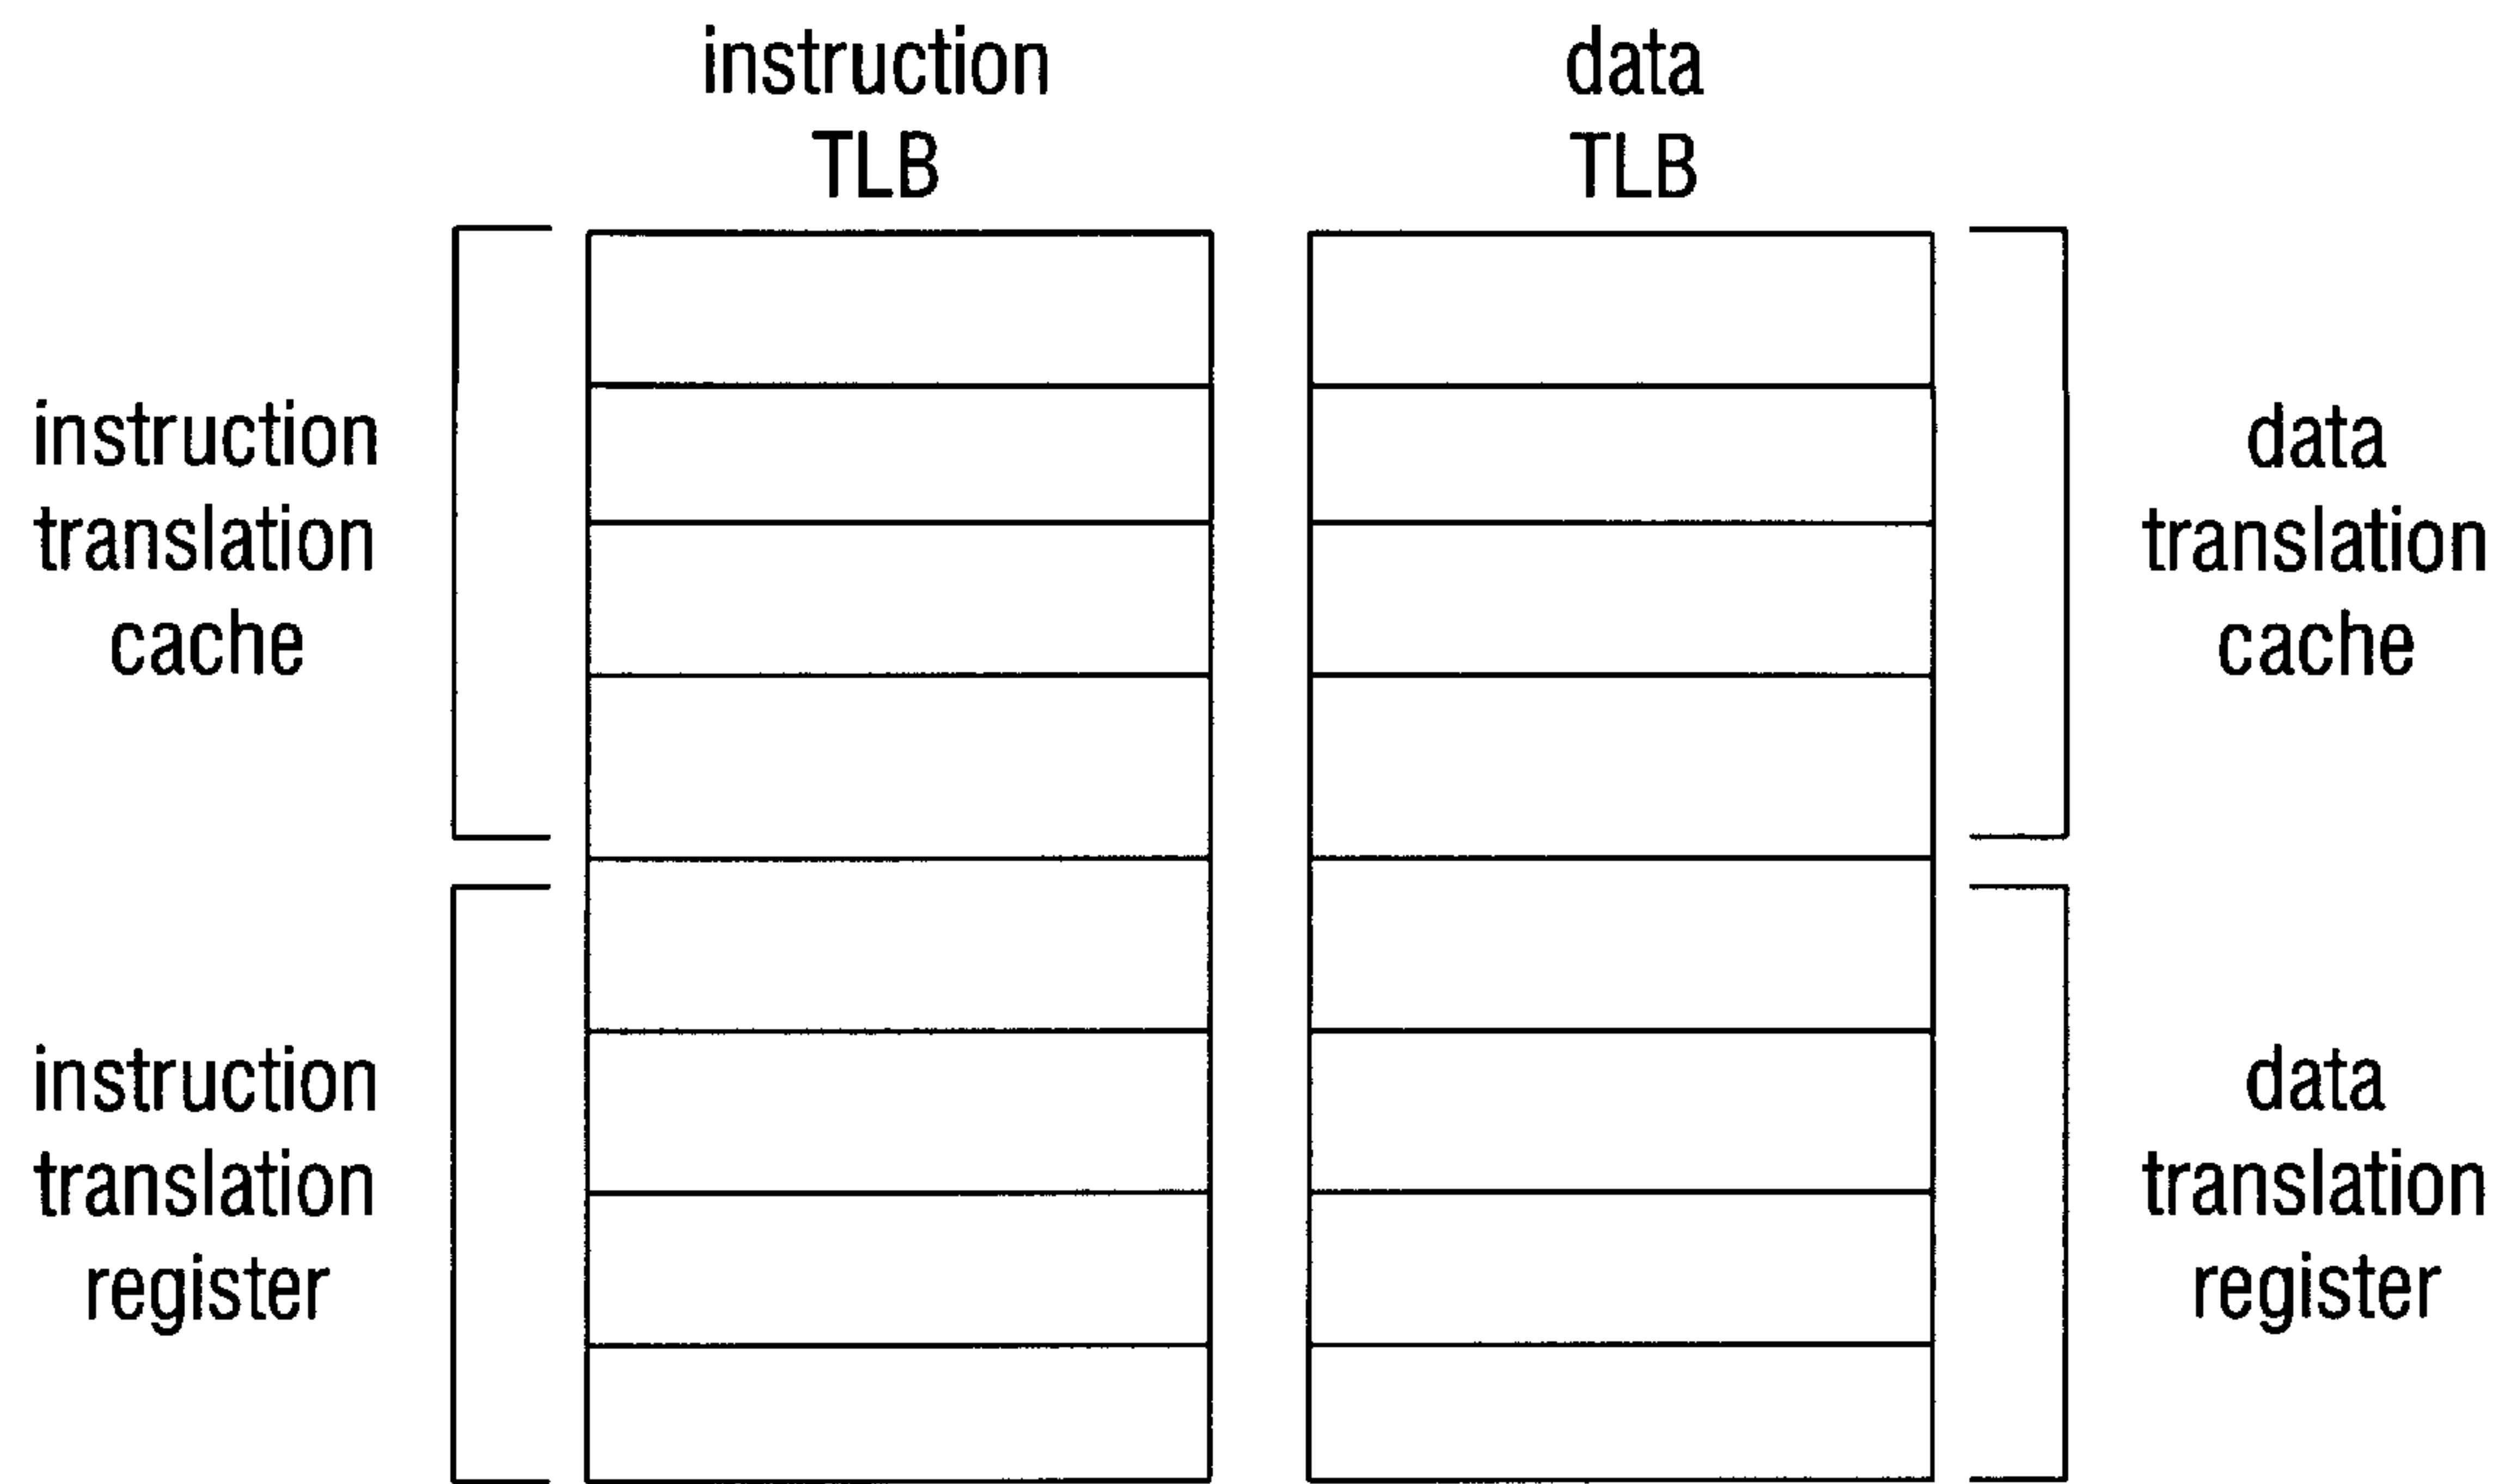 instruction
TLB
data
TLB
instruction
translation
cache
data
translation
cache
instruction
translation
register
data
translation
register